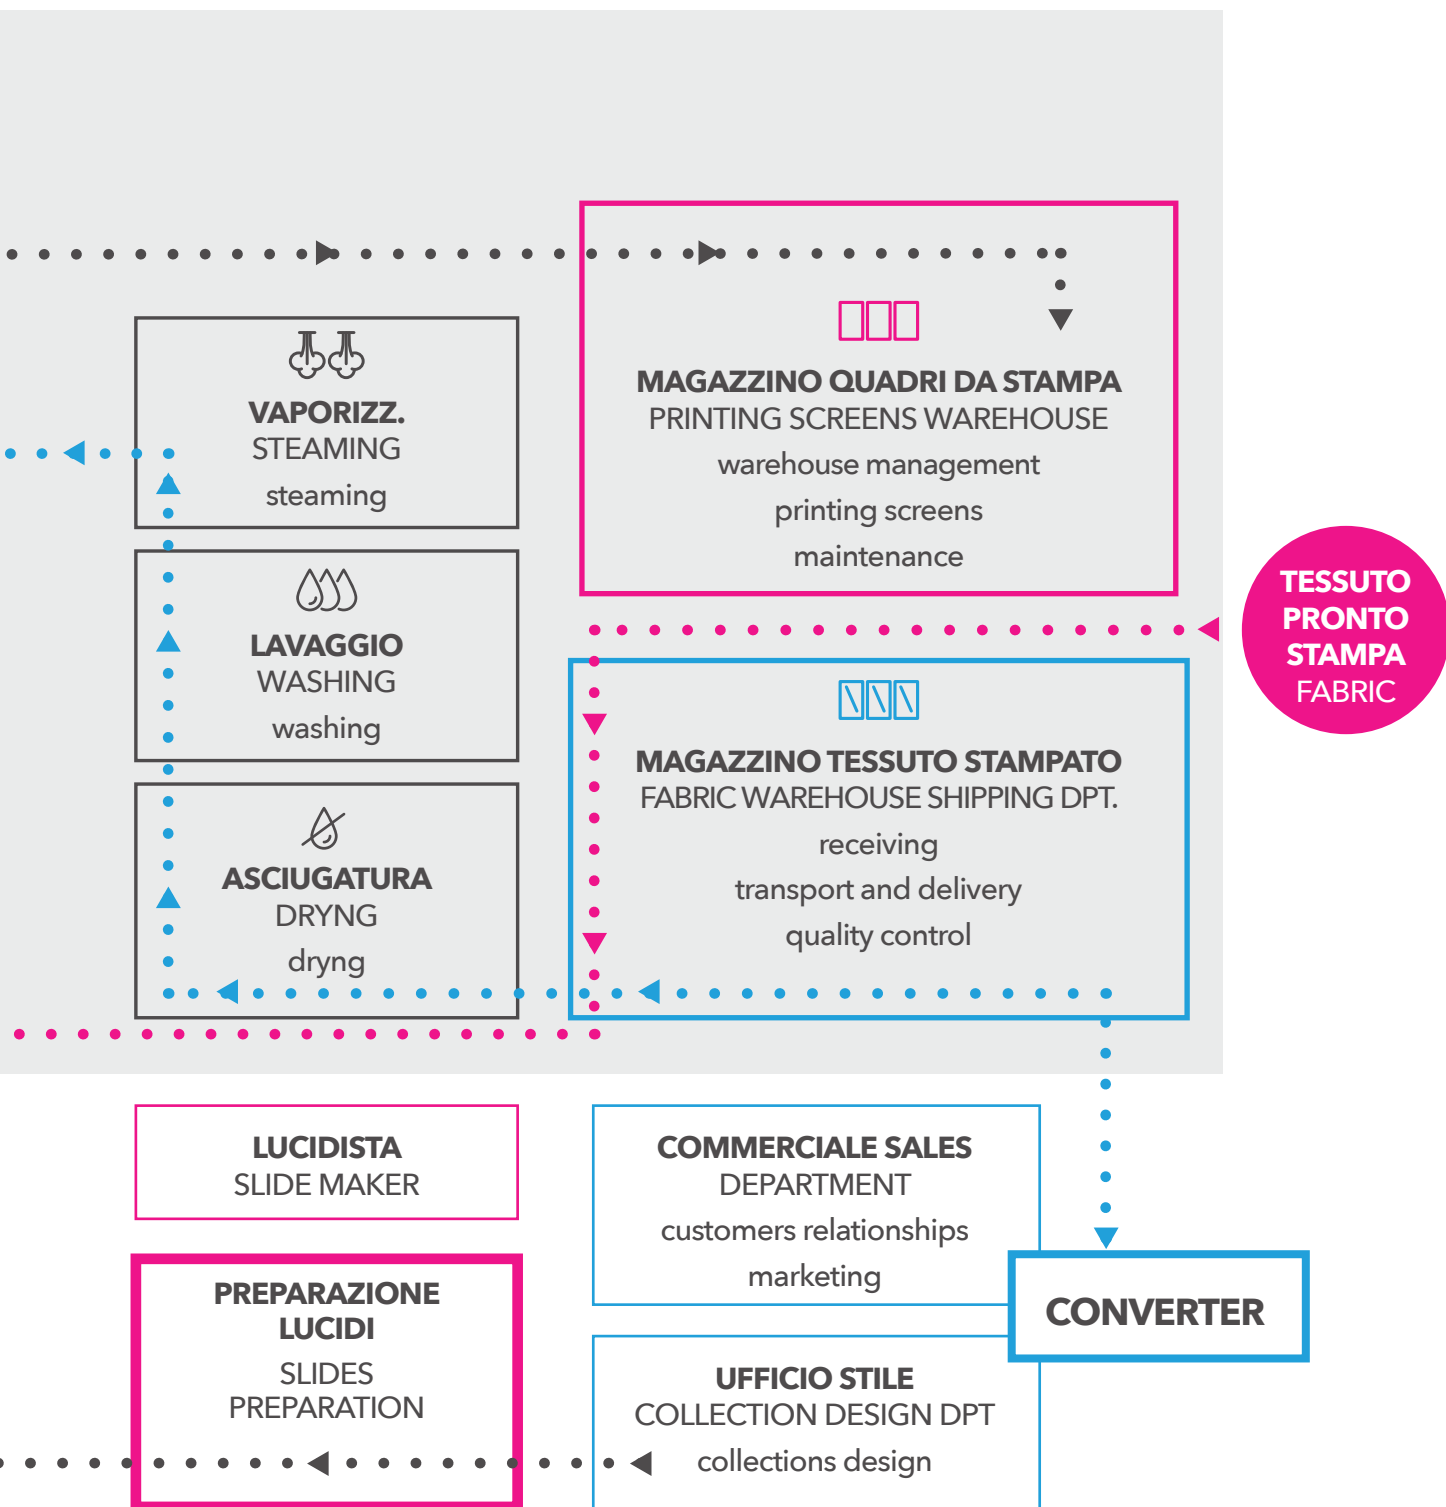 VAPORIZZ.
STEAMING
steaming
LAVAGGIO
WASHING
washing
ASCIUGATURA
DRYNG
dryng
MAGAZZINO QUADRI DA STAMPA
PRINTING SCREENS WAREHOUSE
warehouse management
printing screens
maintenance
TESSUTO
PRONTO
STAMPA
FABRIC
MAGAZZINO TESSUTO STAMPATO
FABRIC WAREHOUSE SHIPPING DPT.
receiving
transport and delivery
quality control
LUCIDISTA
SLIDE MAKER
PREPARAZIONE
LUCIDI
SLIDES
PREPARATION
COMMERCIALE SALES
DEPARTMENT
customers relationships
marketing
CONVERTER
UFFICIO STILE
COLLECTION DESIGN DPT
collections design